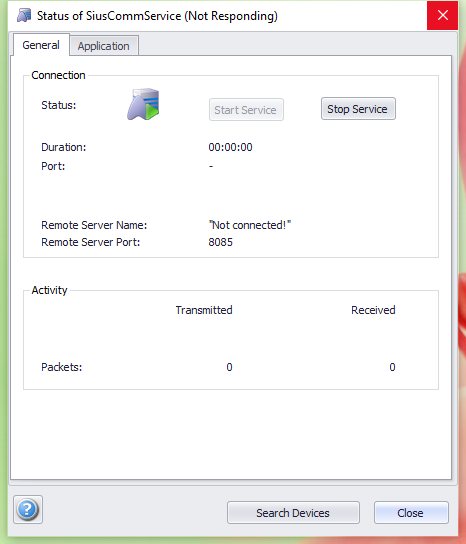 Status of SiusCommService (Not Responding)
General Application
Connection
Status: Start Service Stop Service
Duration: 00:00:00
Port: -
Remote Server Name: "Not connected!"
Remote Server Port: 8085
Activity
Transmitted Received
Packets: 0 0
? Search Devices Close